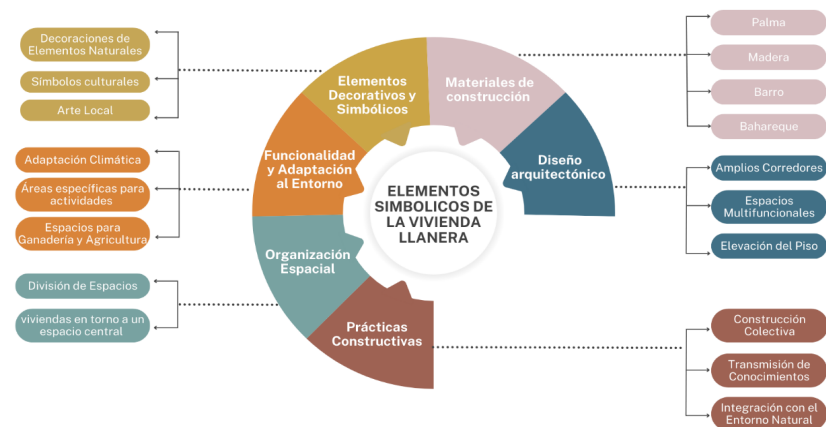 Decoraciones de
Elementos Naturales
Símbolos culturales
Arte Local
Elementos
Decorativos y
Simbólicos
Materiales de
construcción
Palma
Madera
Barro
Bahareque
Adaptación Climática
Áreas específicas para
actividades
Espacios para
Ganadería y Agricultura
Funcionalidad
y Adaptación
al Entorno
ELEMENTOS
SIMBOLICOS DE
LA VIVIENDA
LLANERA
Diseño
arquitectónico
Amplios Corredores
Espacios
Multifuncionales
Elevación del Piso
División de Espacios
viviendas en torno a un
espacio central
Organización
Espacial
Prácticas
Constructivas
Construcción
Colectiva
Transmisión de
Conocimientos
Integración con el
Entorno Natural